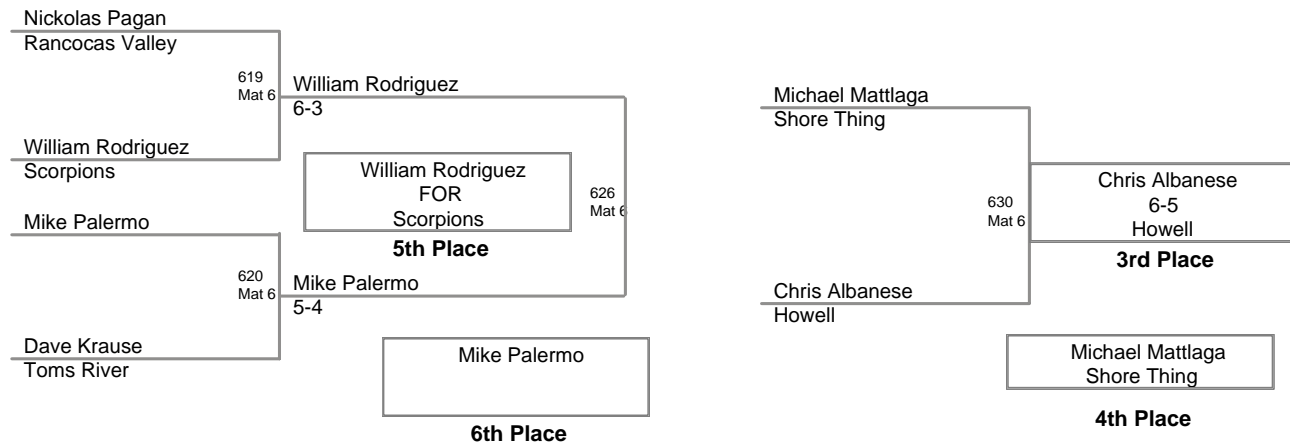 Nickolas Pagan
Rancocas Valley
619
Mat 6
William Rodriguez
6-3
William Rodriguez
Scorpions
William Rodriguez
FOR
Scorpions
5th Place
626
Mat 6
Mike Palermo
620
Mat 6
Mike Palermo
5-4
Dave Krause
Toms River
Mike Palermo
6th Place
Michael Mattlaga
Shore Thing
630
Mat 6
Chris Albanese
6-5
Howell
3rd Place
Chris Albanese
Howell
Michael Mattlaga
Shore Thing
4th Place